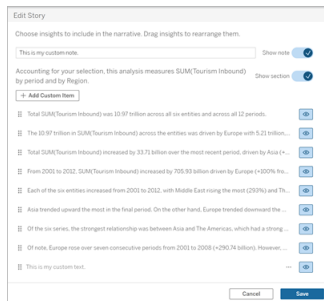 Edit Story
Choose insights to include in the narrative. Drag insights to rearrange them.
This is my custom note.
Show note
Accounting for your selection, this analysis measures SUM(Tourism Inbound)
by period and by Region.
Show section
+ Add Custom Item
Total SUM(Tourism Inbound) was 10.97 trillion across all six entities and across all 12 periods.
The 10.97 trillion in SUM(Tourism Inbound) across the entities was driven by Europe with 5.21 trillion...
Total SUM(Tourism Inbound) increased by 33.71 billion over the most recent period, driven by Asia (+...
From 2001 to 2012, SUM(Tourism Inbound) increased by 705.93 billion driven by Europe (+100% fro...
Each of the six entities increased from 2001 to 2012, with Middle East rising the most (293%) and Th...
Asia trended upward the most in the final period. On the other hand, Europe trended downward the ...
Of the six series, the strongest relationship was between Asia and The Americas, which had a strong...
Of note, Europe rose over seven consecutive periods from 2001 to 2008 (+290.74 billion). However, ...
This is my custom text.
...
Cancel
Save